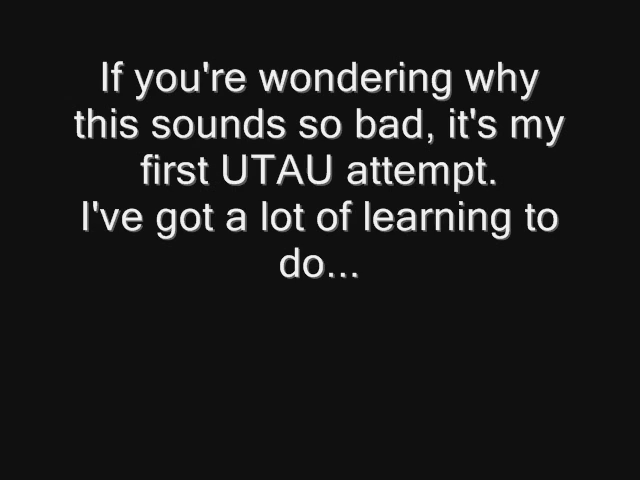 If you're wondering why
this sounds so bad, it's my
first UTAU attempt.
I've got a lot of learning to
do...